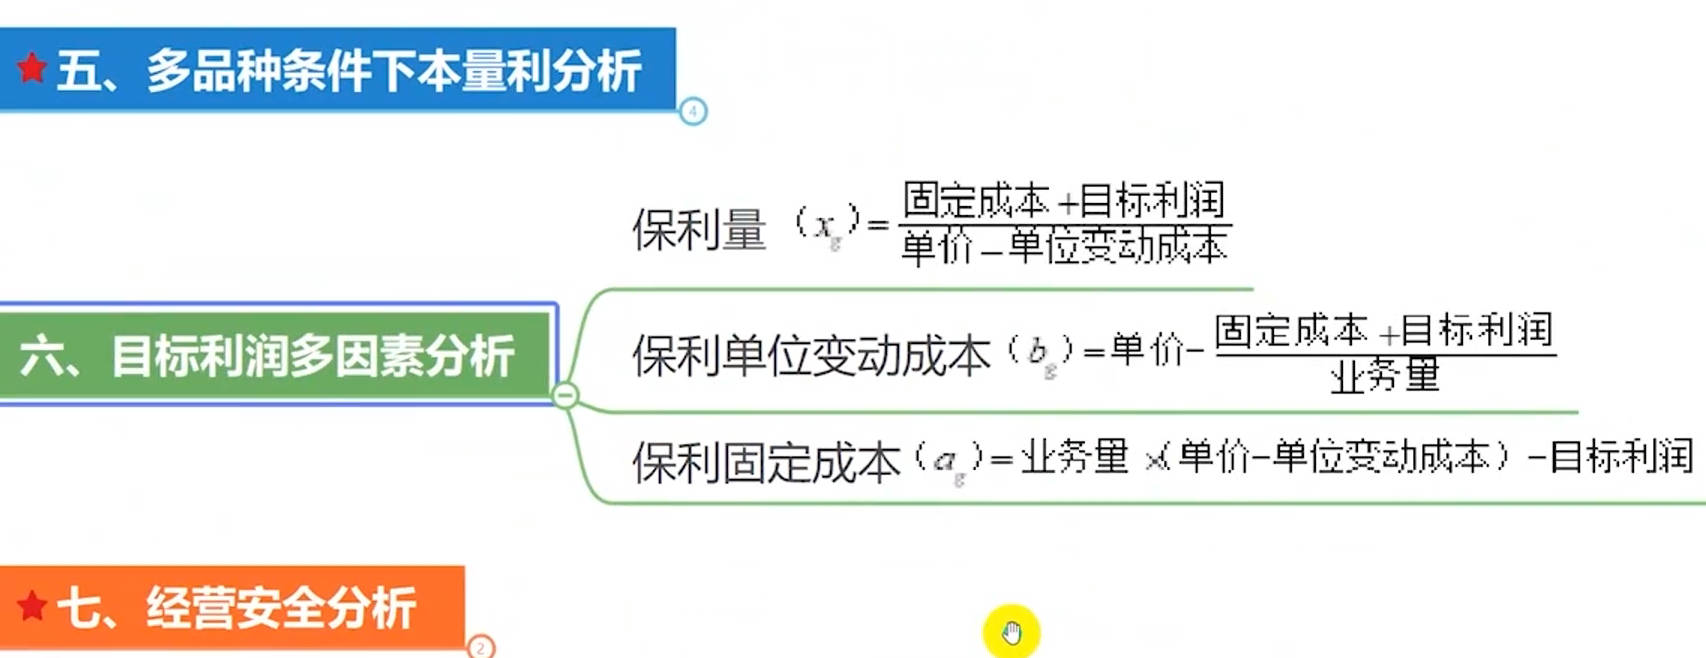 五、多品种条件下本量利分析
4
保利量 (x_g)=固定成本+目标利润/单价-单位变动成本
六、目标利润多因素分析
保利单位变动成本(b_g)=单价-固定成本+目标利润/业务量
保利固定成本(a_g)=业务量×(单价-单位变动成本)-目标利润
七、经营安全分析
2